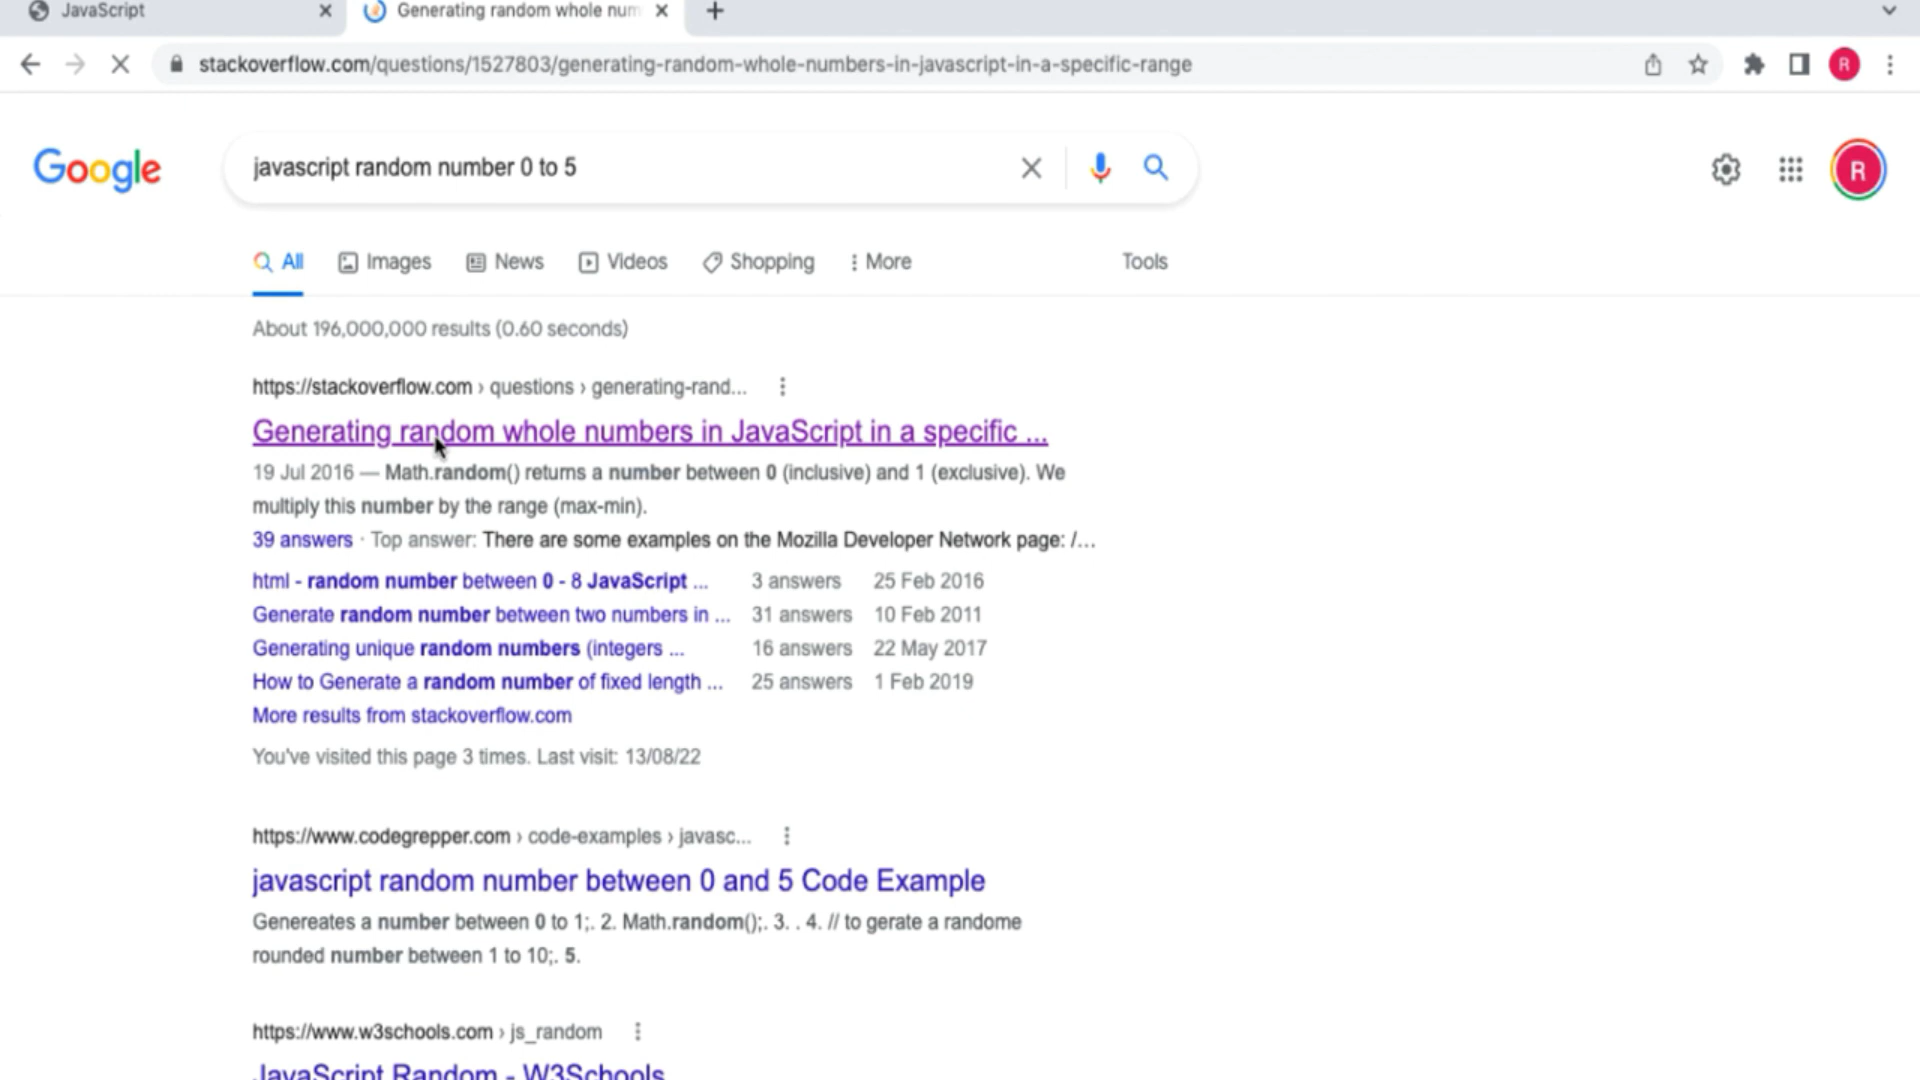 JavaScript
Generating random whole num
stackoverflow.com/questions/1527803/generating-random-whole-numbers-in-javascript-in-a-specific-range
R
Google
javascript random number 0 to 5
R
All Images News Videos Shopping More Tools
About 196,000,000 results (0.60 seconds)
https://stackoverflow.com › questions › generating-rand...
Generating random whole numbers in JavaScript in a specific ...
19 Jul 2016 — Math.random() returns a number between 0 (inclusive) and 1 (exclusive). We
multiply this number by the range (max-min).
39 answers · Top answer: There are some examples on the Mozilla Developer Network page: /...
html - random number between 0 - 8 JavaScript ... 3 answers 25 Feb 2016
Generate random number between two numbers in ... 31 answers 10 Feb 2011
Generating unique random numbers (integers ... 16 answers 22 May 2017
How to Generate a random number of fixed length ... 25 answers 1 Feb 2019
More results from stackoverflow.com
You've visited this page 3 times. Last visit: 13/08/22
https://www.codegrepper.com › code-examples › javasc...
javascript random number between 0 and 5 Code Example
Genereates a number between 0 to 1;. 2. Math.random();. 3. . 4. // to gerate a randome
rounded number between 1 to 10;. 5.
https://www.w3schools.com › js_random
JavaScript Random - W3Schools